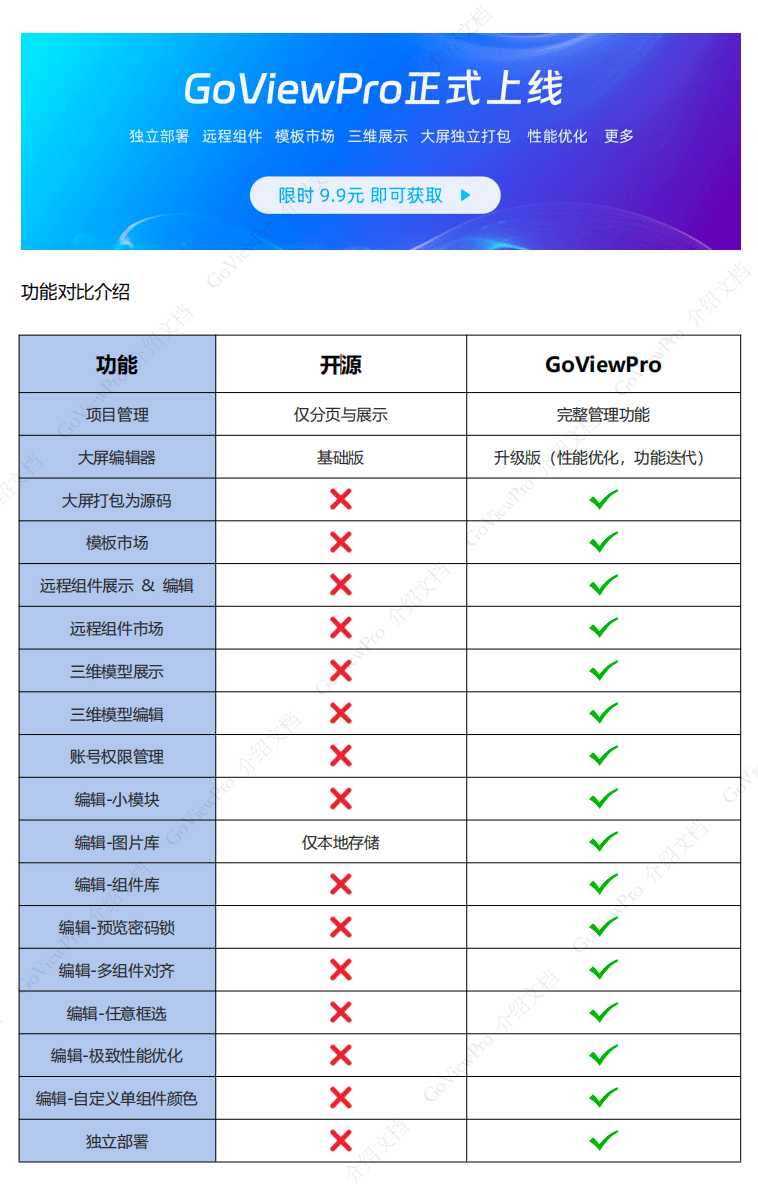 GoViewPro正式上线
独立部署 远程组件 模板市场 三维展示 大屏独立打包 性能优化 更多
限时 9.9元 即可获取
功能对比介绍
功能 开源 GoViewPro
项目管理 仅分页与展示 完整管理功能
大屏编辑器 基础版 升级版（性能优化，功能迭代）
大屏打包为源码 ❌ ✔
模板市场 ❌ ✔
远程组件展示 & 编辑 ❌ ✔
远程组件市场 ❌ ✔
三维模型展示 ❌ ✔
三维模型编辑 ❌ ✔
账号权限管理 ❌ ✔
编辑-小模块 ❌ ✔
编辑-图片库 仅本地存储 ✔
编辑-组件库 ❌ ✔
编辑-预览密码锁 ❌ ✔
编辑-多组件对齐 ❌ ✔
编辑-任意框选 ❌ ✔
编辑-极致性能优化 ❌ ✔
编辑-自定义单组件颜色 ❌ ✔
独立部署 ❌ ✔
GoViewPro 介绍文档